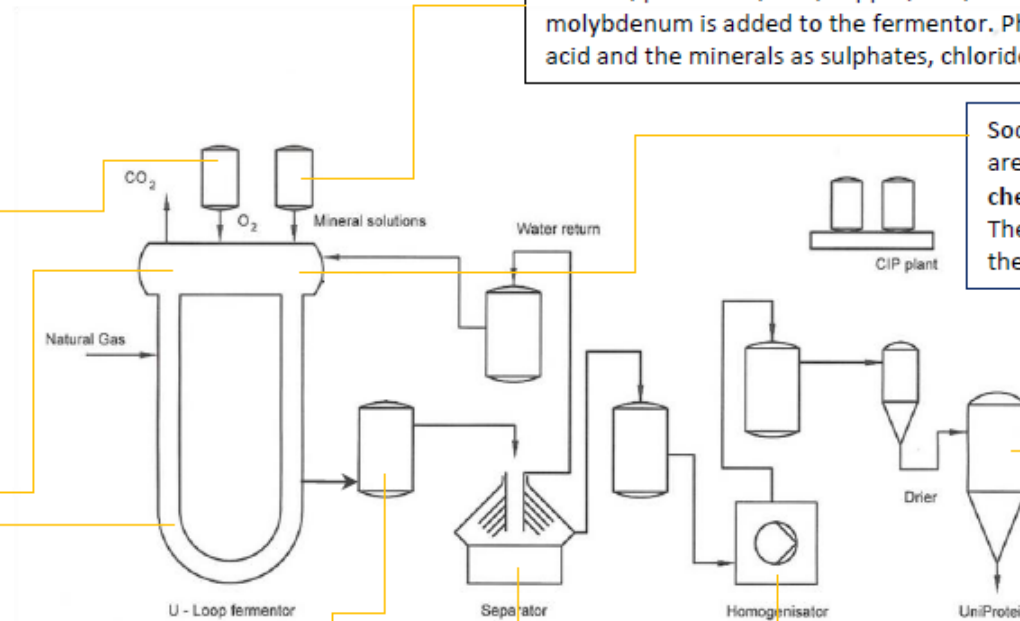 molybdenum is added to the fermentor. Ph
acid and the minerals as sulphates, chlorid
Soc
are
che
The
the
CO2
O2
Mineral solutions
Water return
CIP plant
Natural Gas
Drier
U - Loop fermentor
Separator
Homogenisator
UniProtei